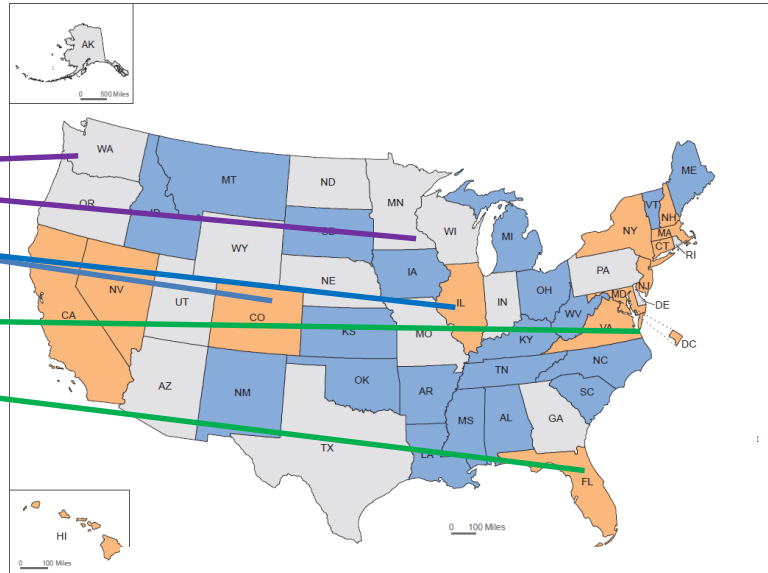 AK
0 500 Miles
WA
MT
ND
MN
OR
ID
SD
WI
MI
WY
IA
NE
NV
UT
CO
CA
IL
IN
OH
PA
NY
VT
NH
ME
MA
CT
RI
NJ
MD
DE
DC
WV
VA
KS
MO
KY
NC
TN
OK
AR
SC
AZ
NM
MS
AL
GA
TX
LA
FL
0 100 Miles
HI
0 100 Miles